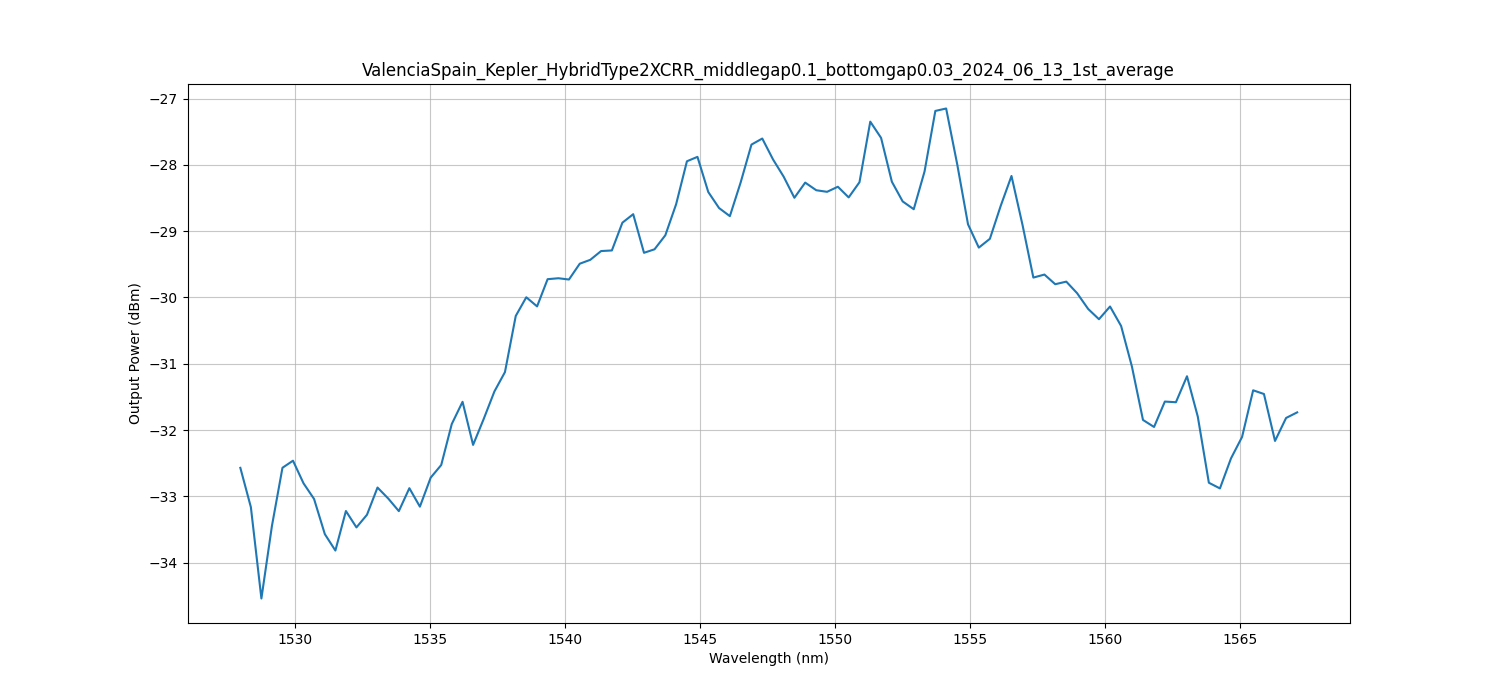 ValenciaSpain_Kepler_HybridType2XCRR_middlegap0.1_bottomgap0.03_2024_06_13_1st_average
−27
−28
−29
−30
−31
−32
−33
−34
Output Power (dBm)
1530 1535 1540 1545 1550 1555 1560 1565
Wavelength (nm)